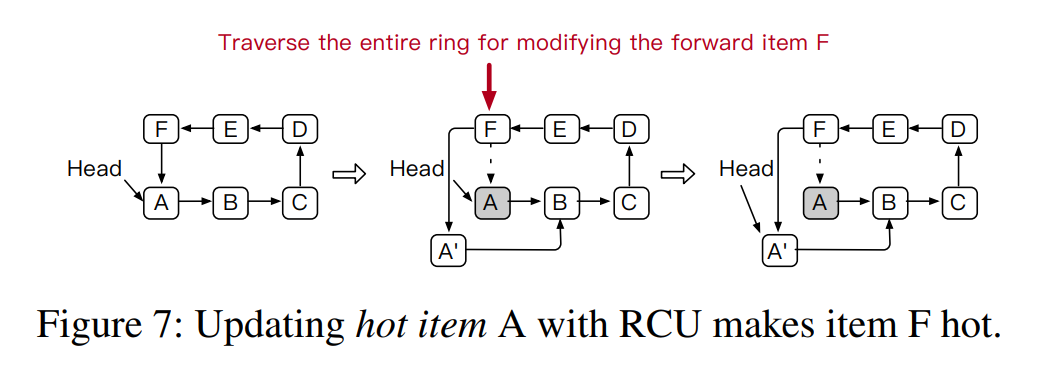 Traverse the entire ring for modifying the forward item F
F E D F E D F E D
Head Head Head
A B C A B C A B C
A' A'
Figure 7: Updating hot item A with RCU makes item F hot.